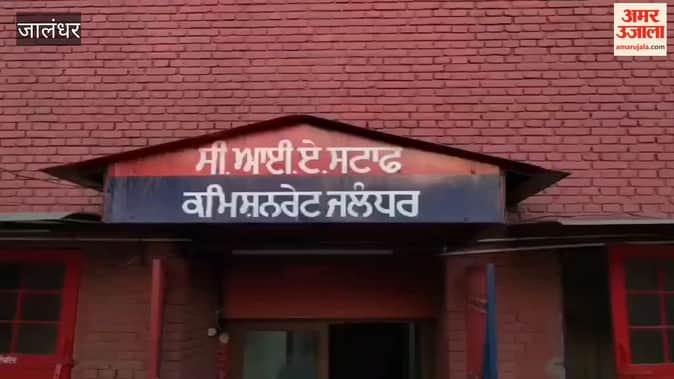 जालंधर
अमर
उजाला
amarujala.com
ਸੀ.ਆਈ.ਏ.ਸਟਾਫ
ਕਮਿਸ਼ਨਰੇਟ ਜਲੰਧਰ